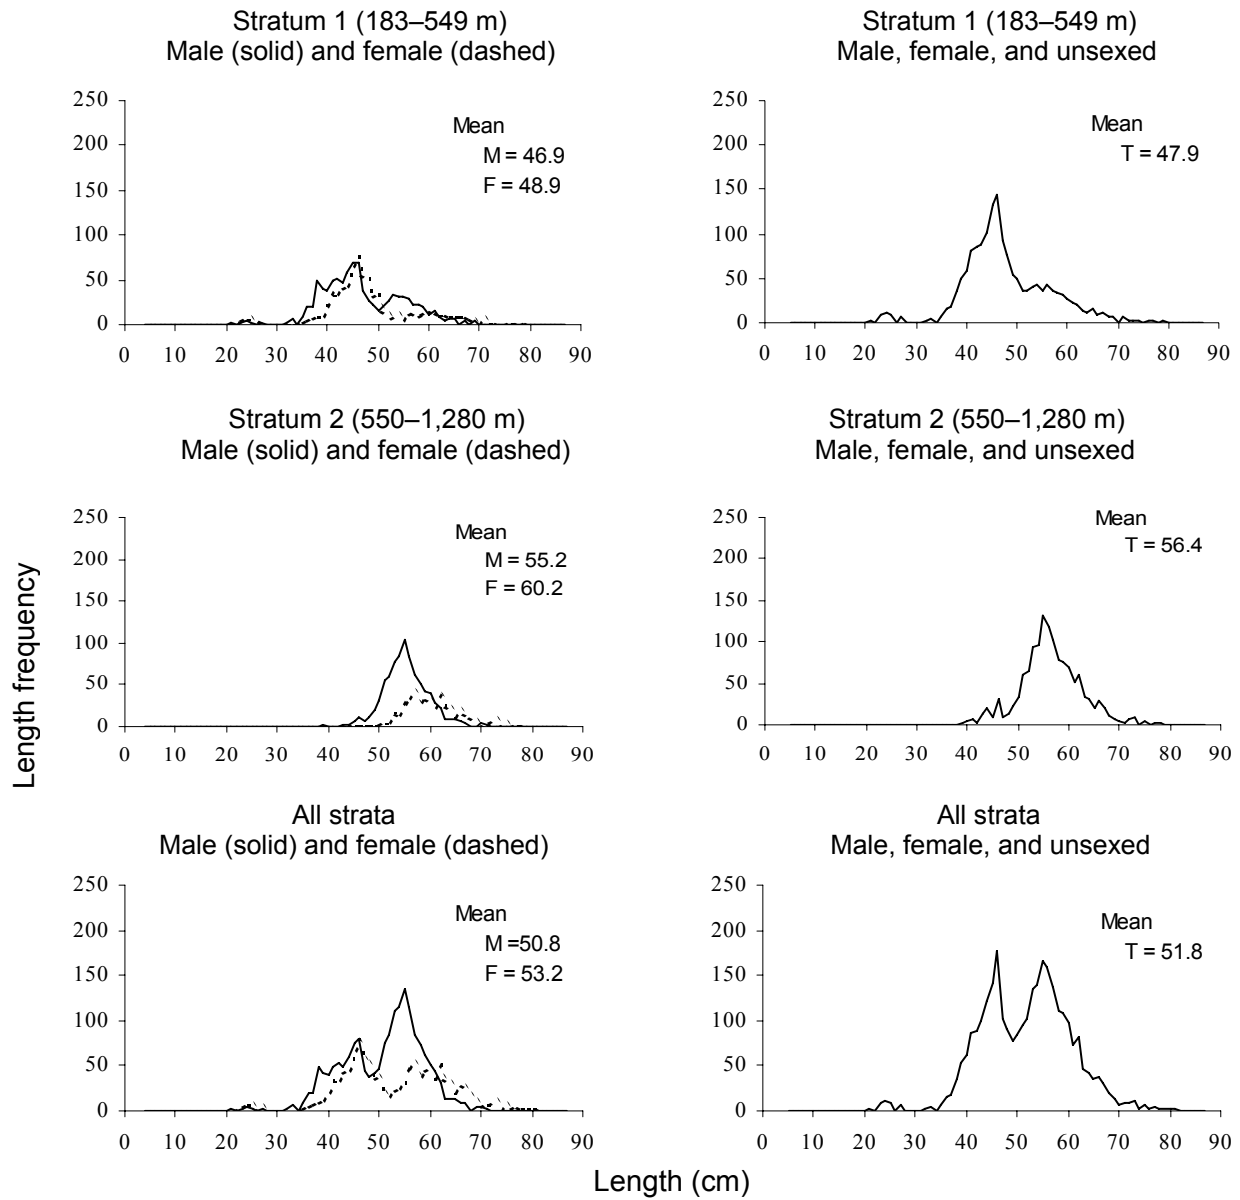 Stratum 1 (183–549 m)
Male (solid) and female (dashed)
250
200
150
100
50
0
0 10 20 30 40 50 60 70 80 90
Mean
M = 46.9
F = 48.9
Stratum 1 (183–549 m)
Male, female, and unsexed
250
200
150
100
50
0
0 10 20 30 40 50 60 70 80 90
Mean
T = 47.9
Stratum 2 (550–1,280 m)
Male (solid) and female (dashed)
250
200
150
100
50
0
0 10 20 30 40 50 60 70 80 90
Mean
M = 55.2
F = 60.2
Stratum 2 (550–1,280 m)
Male, female, and unsexed
250
200
150
100
50
0
0 10 20 30 40 50 60 70 80 90
Mean
T = 56.4
Length frequency
All strata
Male (solid) and female (dashed)
250
200
150
100
50
0
0 10 20 30 40 50 60 70 80 90
Mean
M =50.8
F = 53.2
All strata
Male, female, and unsexed
250
200
150
100
50
0
0 10 20 30 40 50 60 70 80 90
Mean
T = 51.8
Length (cm)